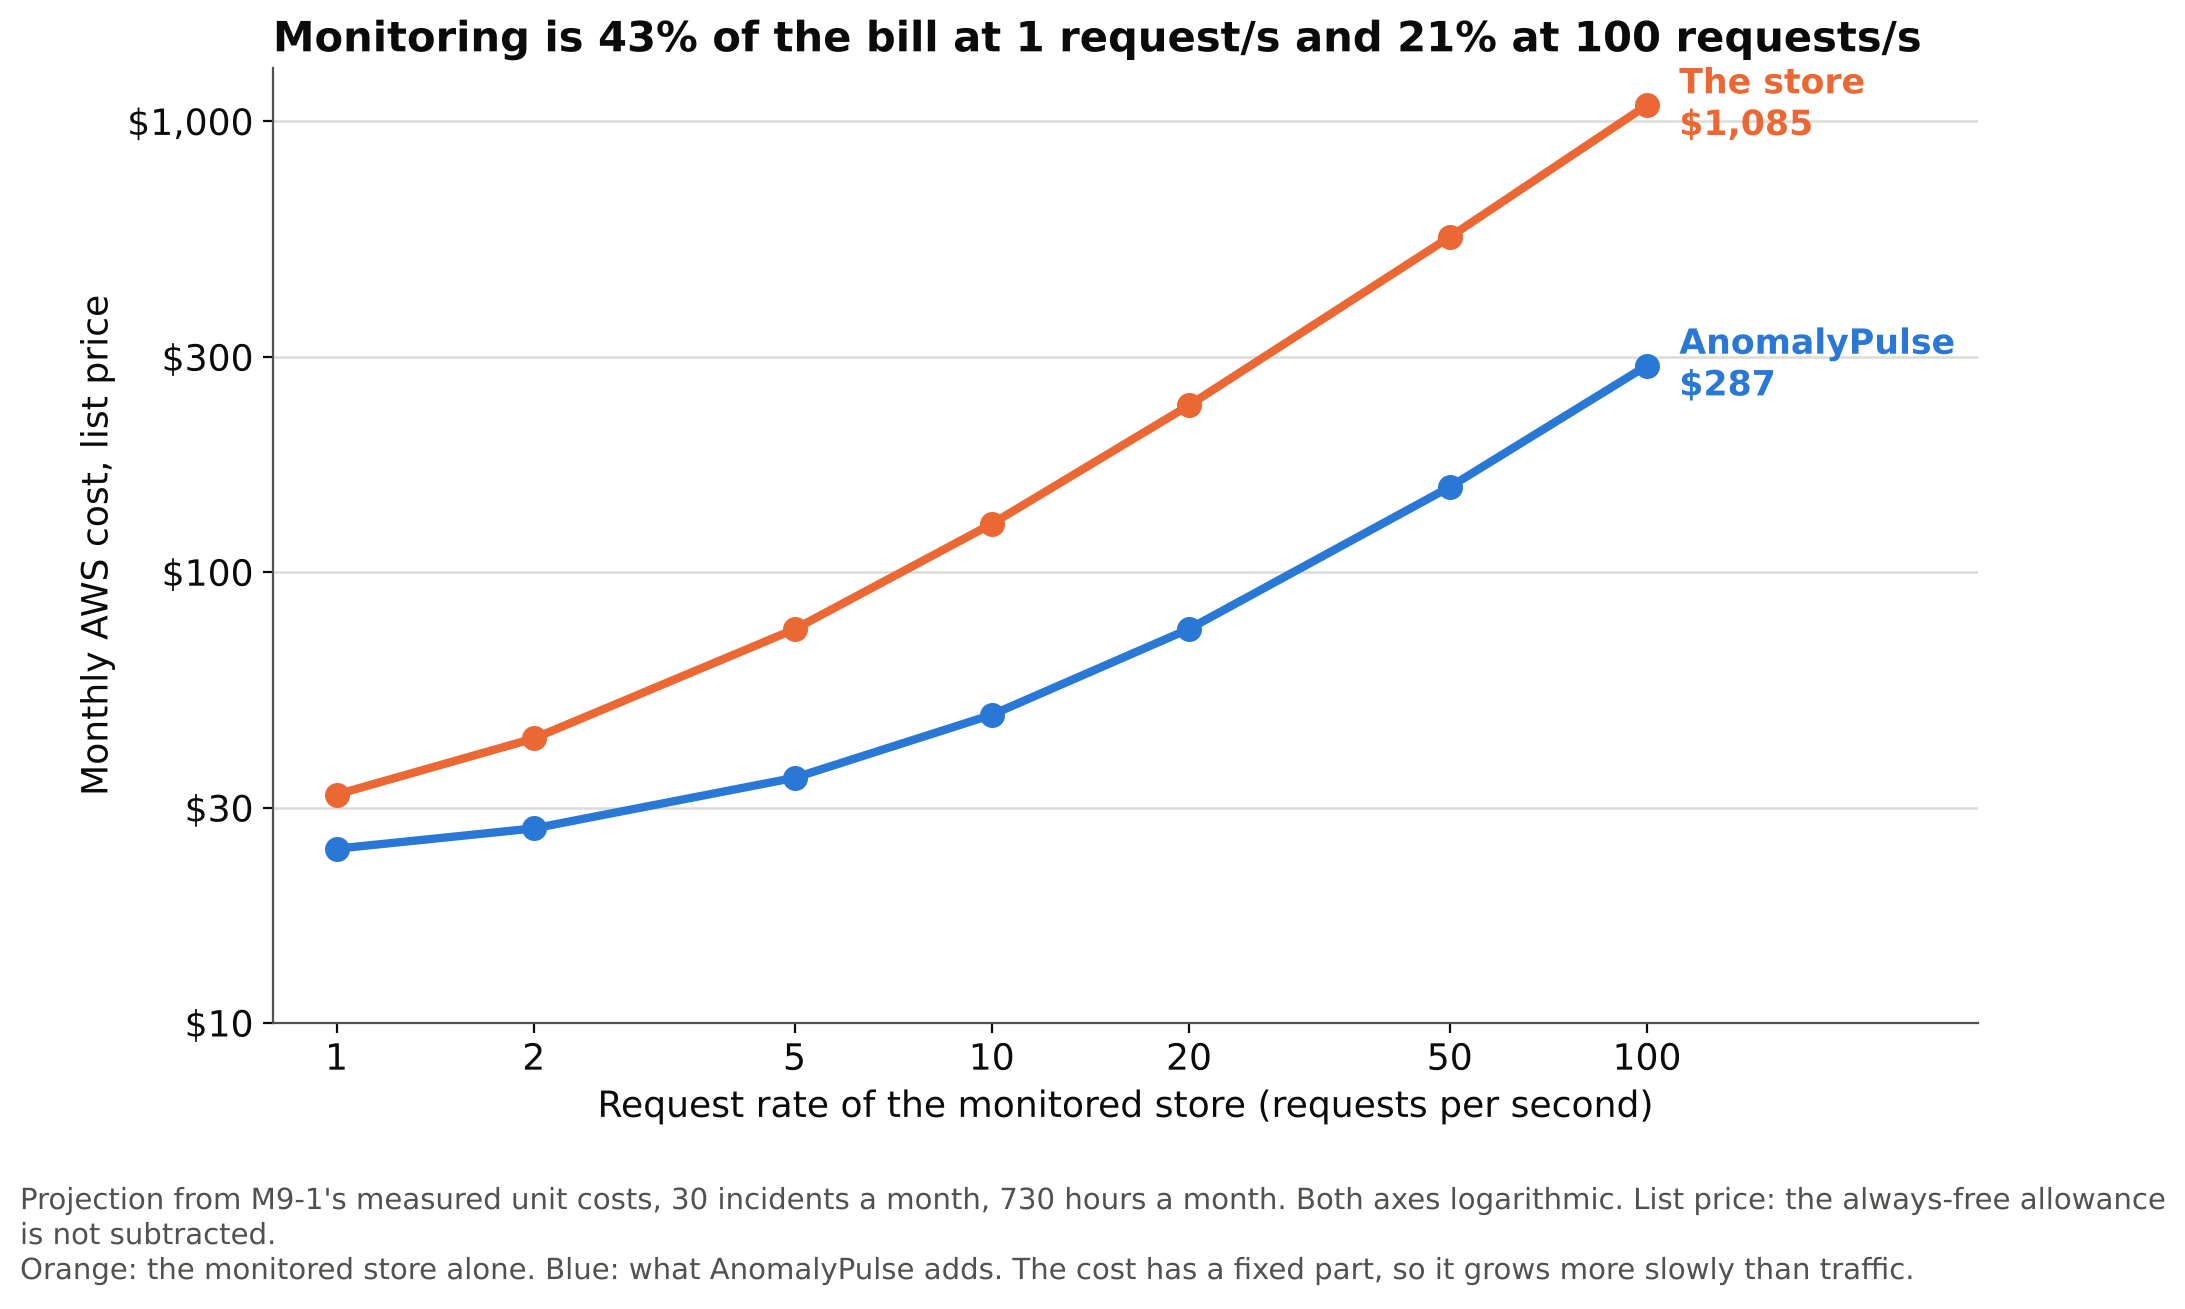 Monitoring is 43% of the bill at 1 request/s and 21% at 100 requests/s
The store
$1,085
AnomalyPulse
$287
Monthly AWS cost, list price
$1,000
$300
$100
$30
$10
1
2
5
10
20
50
100
Request rate of the monitored store (requests per second)
Projection from M9-1's measured unit costs, 30 incidents a month, 730 hours a month. Both axes logarithmic. List price: the always-free allowance
is not subtracted.
Orange: the monitored store alone. Blue: what AnomalyPulse adds. The cost has a fixed part, so it grows more slowly than traffic.